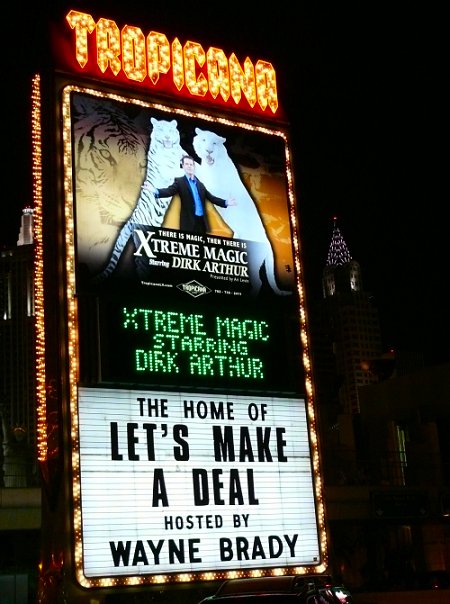 TROPICANA
THERE IS MAGIC, THEN THERE IS
XTREME MAGIC
Starring DIRK ARTHUR
TROPICANA
XTREME MAGIC
STARRING
DIRK ARTHUR
THE HOME OF
LET'S MAKE
A DEAL
HOSTED BY
WAYNE BRADY